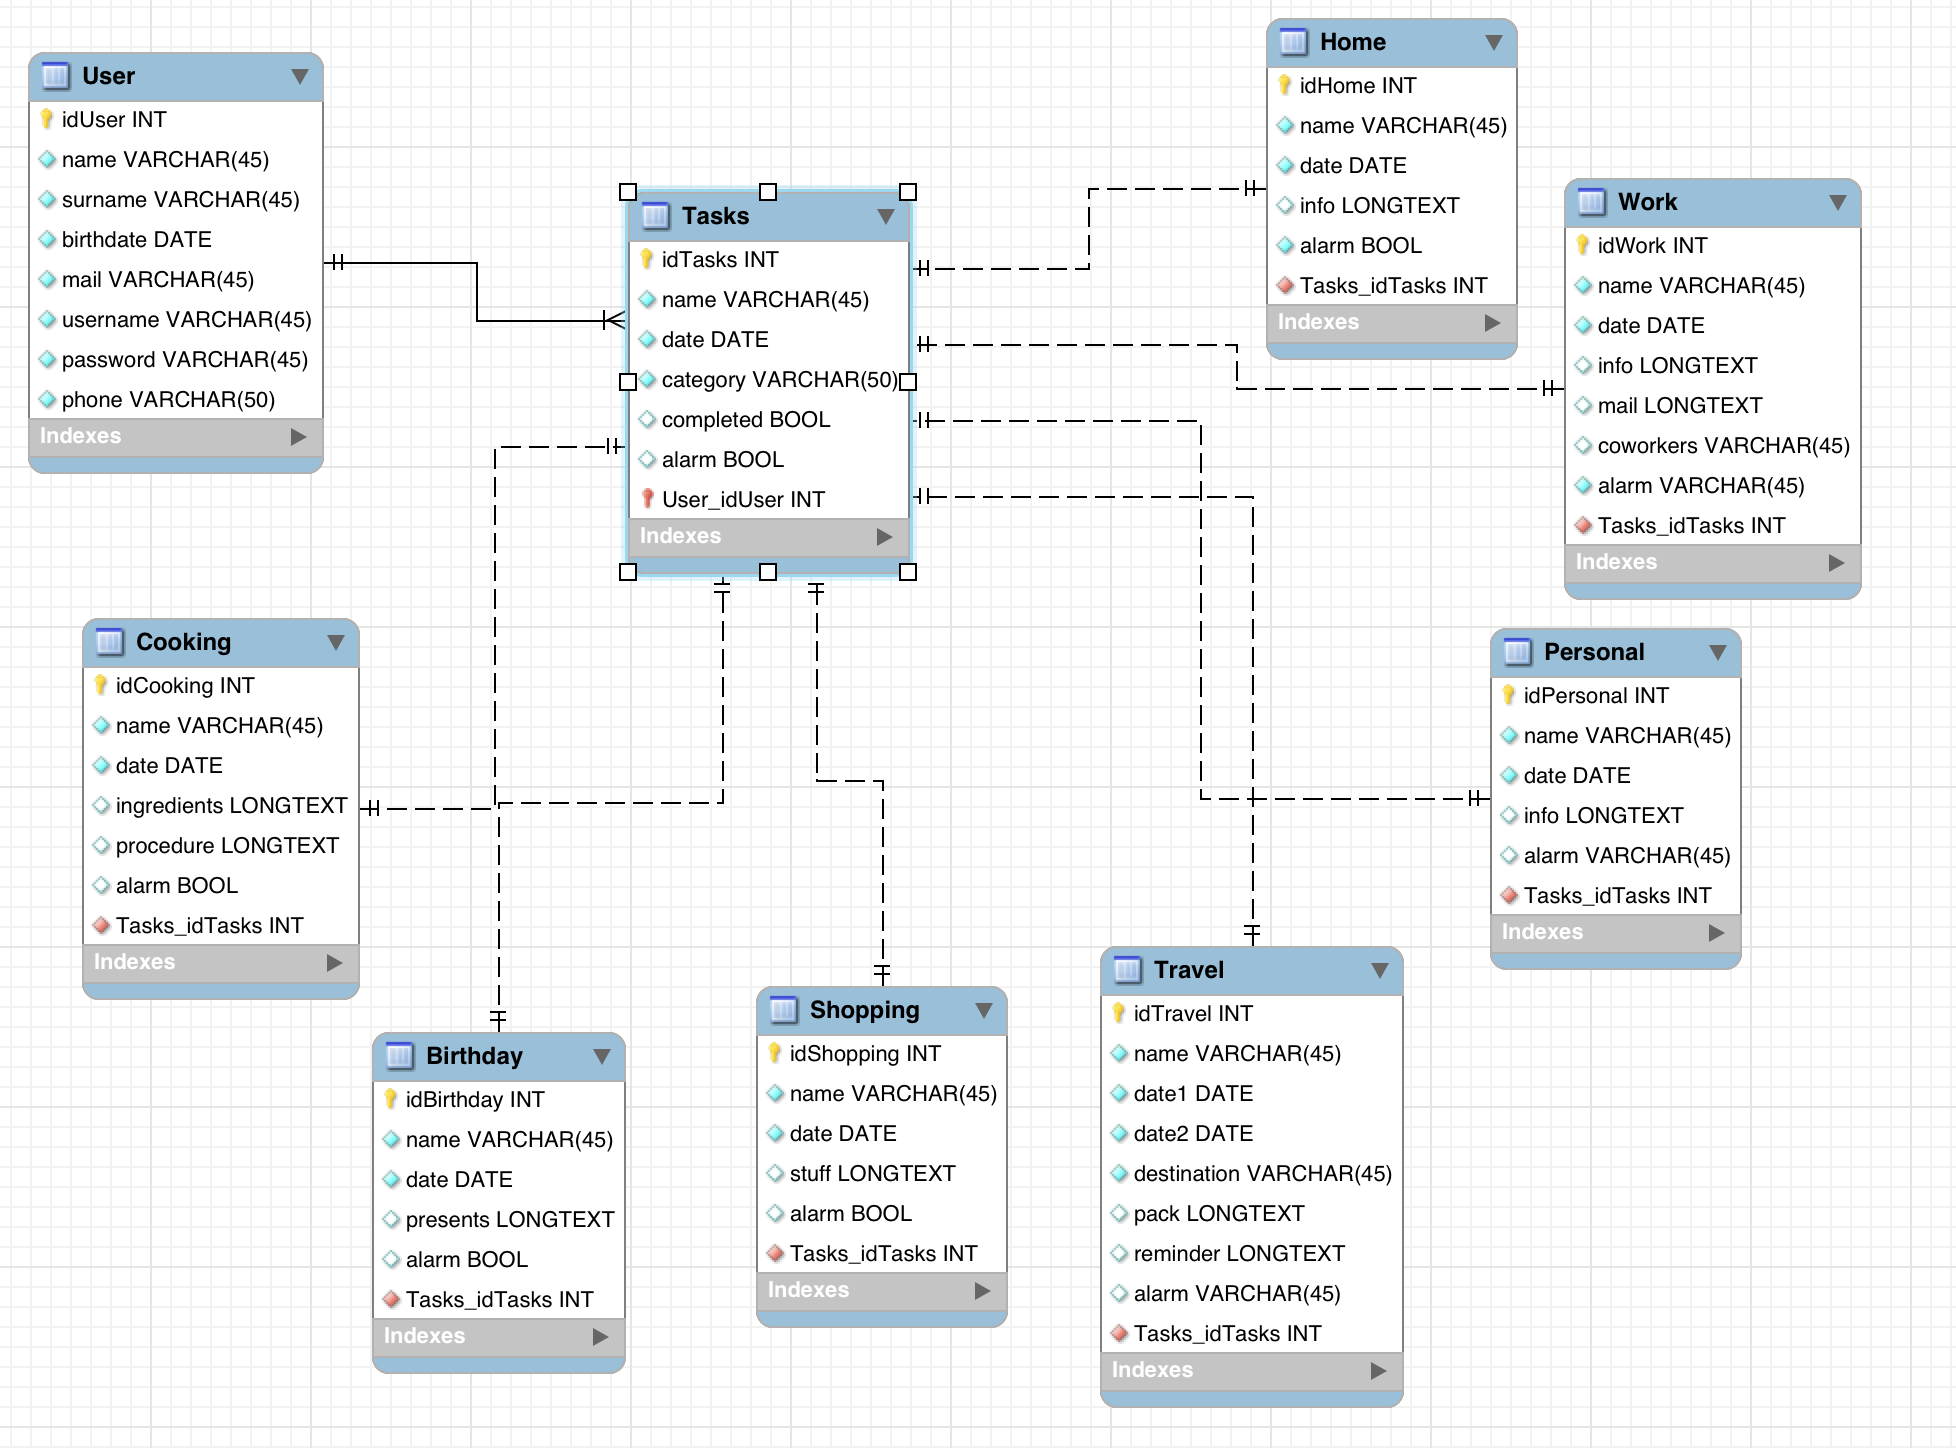 User
idUser INT
name VARCHAR(45)
surname VARCHAR(45)
birthdate DATE
mail VARCHAR(45)
username VARCHAR(45)
password VARCHAR(45)
phone VARCHAR(50)
Indexes
Tasks
idTasks INT
name VARCHAR(45)
date DATE
category VARCHAR(50)
completed BOOL
alarm BOOL
User_idUser INT
Indexes
Home
idHome INT
name VARCHAR(45)
date DATE
info LONGTEXT
alarm BOOL
Tasks_idTasks INT
Indexes
Work
idWork INT
name VARCHAR(45)
date DATE
info LONGTEXT
mail LONGTEXT
coworkers VARCHAR(45)
alarm VARCHAR(45)
Tasks_idTasks INT
Indexes
Cooking
idCooking INT
name VARCHAR(45)
date DATE
ingredients LONGTEXT
procedure LONGTEXT
alarm BOOL
Tasks_idTasks INT
Indexes
Personal
idPersonal INT
name VARCHAR(45)
date DATE
info LONGTEXT
alarm VARCHAR(45)
Tasks_idTasks INT
Indexes
Birthday
idBirthday INT
name VARCHAR(45)
date DATE
presents LONGTEXT
alarm BOOL
Tasks_idTasks INT
Indexes
Shopping
idShopping INT
name VARCHAR(45)
date DATE
stuff LONGTEXT
alarm BOOL
Tasks_idTasks INT
Indexes
Travel
idTravel INT
name VARCHAR(45)
date1 DATE
date2 DATE
destination VARCHAR(45)
pack LONGTEXT
reminder LONGTEXT
alarm VARCHAR(45)
Tasks_idTasks INT
Indexes